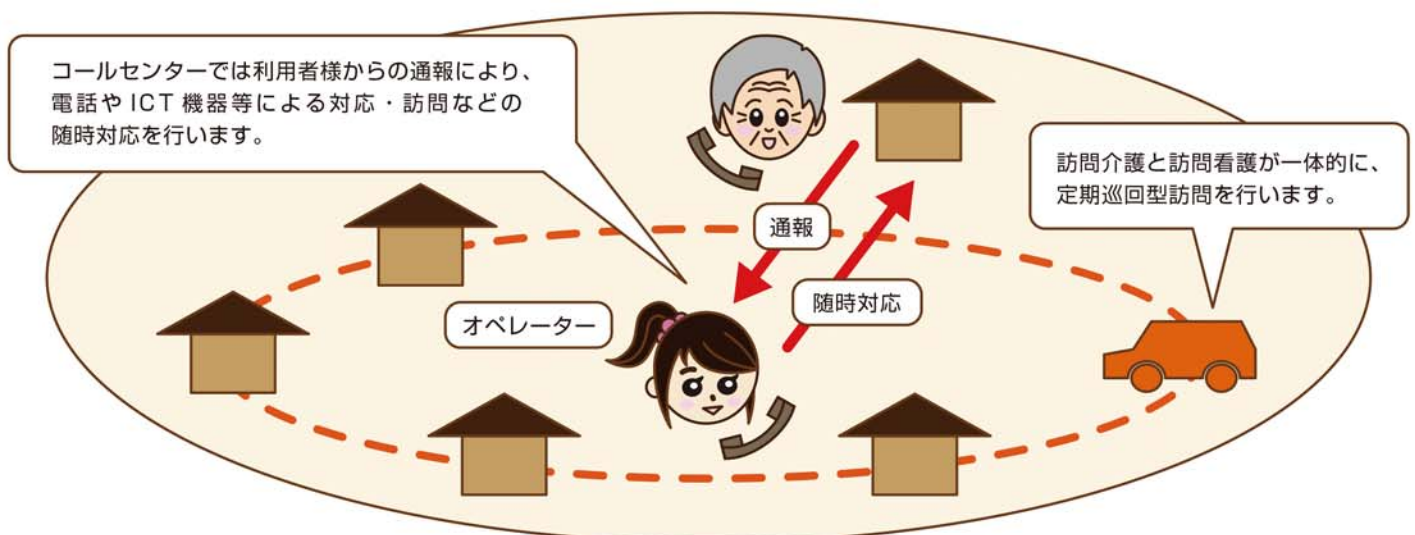 コールセンターでは利用者様からの通報により、
電話やICT機器等による対応・訪問などの
随時対応を行います。
訪問介護と訪問看護が一体的に、
定期巡回型訪問を行います。
通報
随時対応
オペレーター